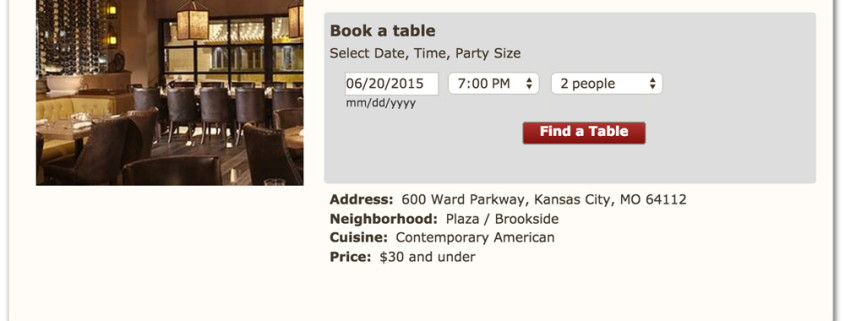 Book a table
Select Date, Time, Party Size
06/20/2015 7:00 PM 2 people
mm/dd/yyyy
Find a Table
Address: 600 Ward Parkway, Kansas City, MO 64112
Neighborhood: Plaza / Brookside
Cuisine: Contemporary American
Price: $30 and under